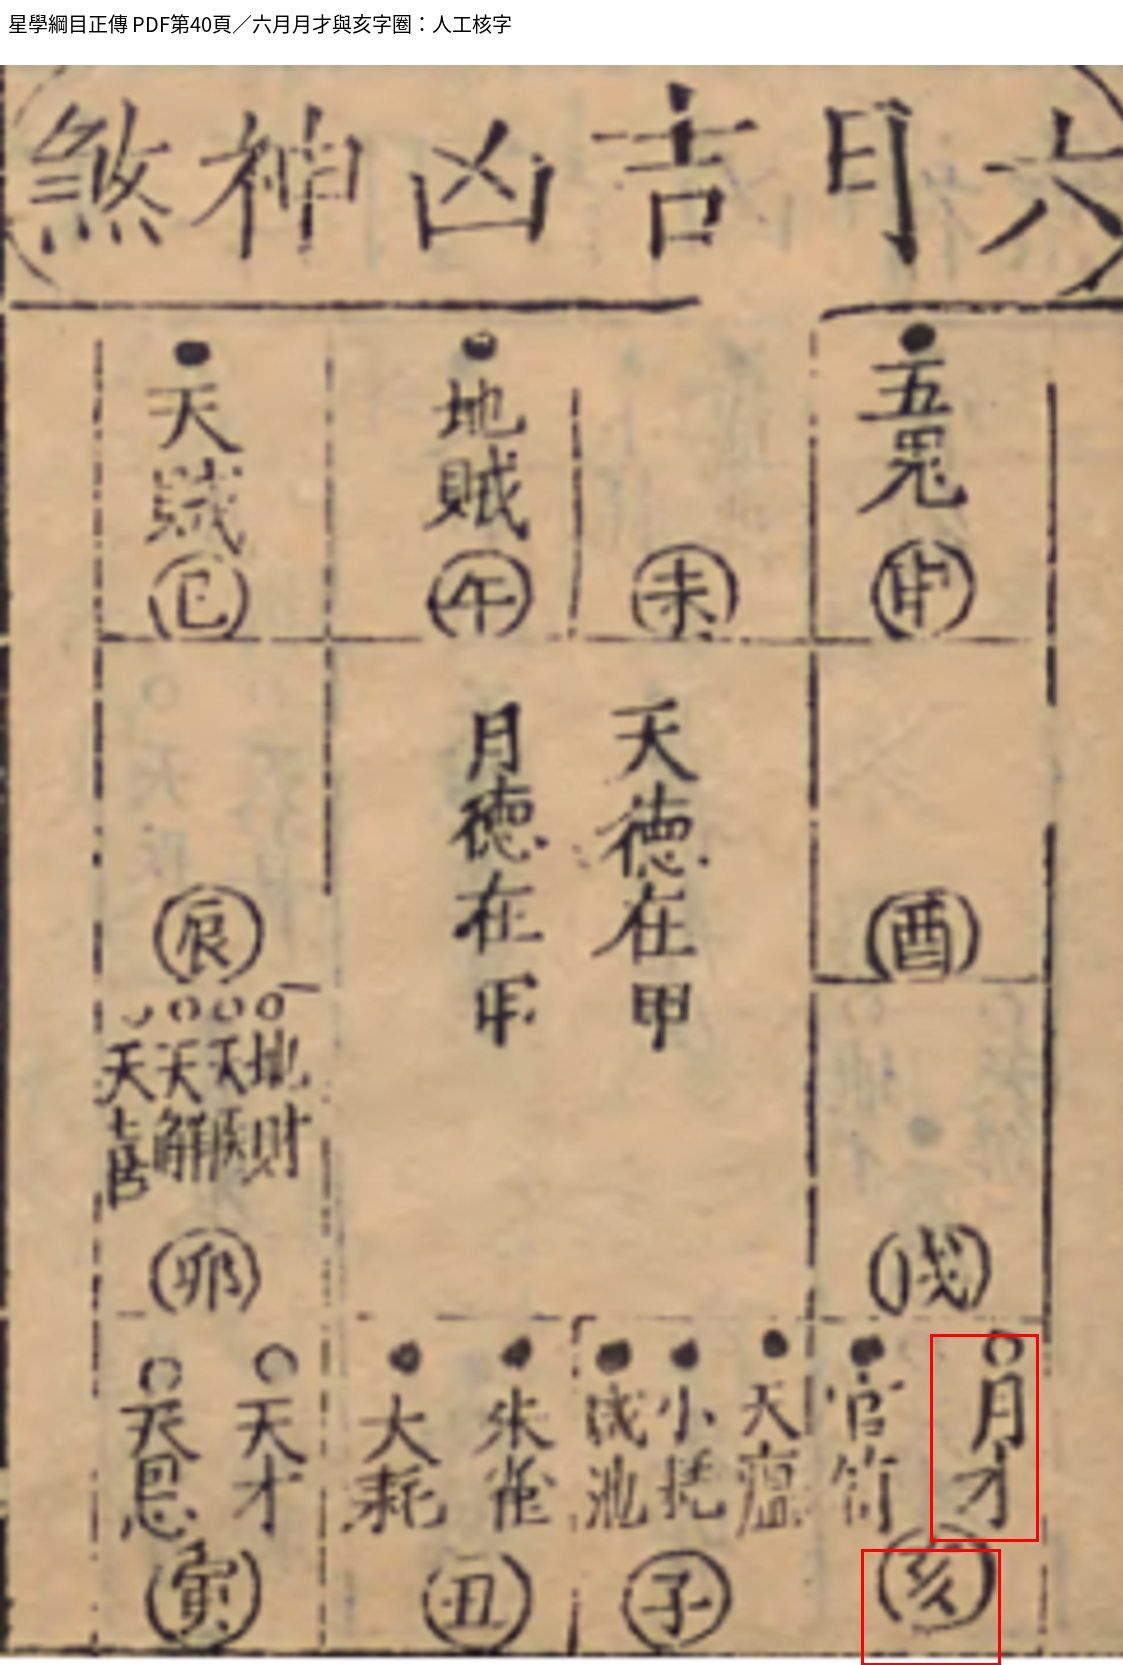 星學綱目正傳 PDF第40頁／六月月才與亥字圈：人工核字
六月吉凶神煞
五鬼
申
未
地賊
午
天賊
巳
天德在甲
月德在甲
酉
辰
戌
地財
天解
天喜
卯
月才
官符
亥
天瘟
小耗
咸池
子
朱雀
大耗
丑
天才
天恩
寅